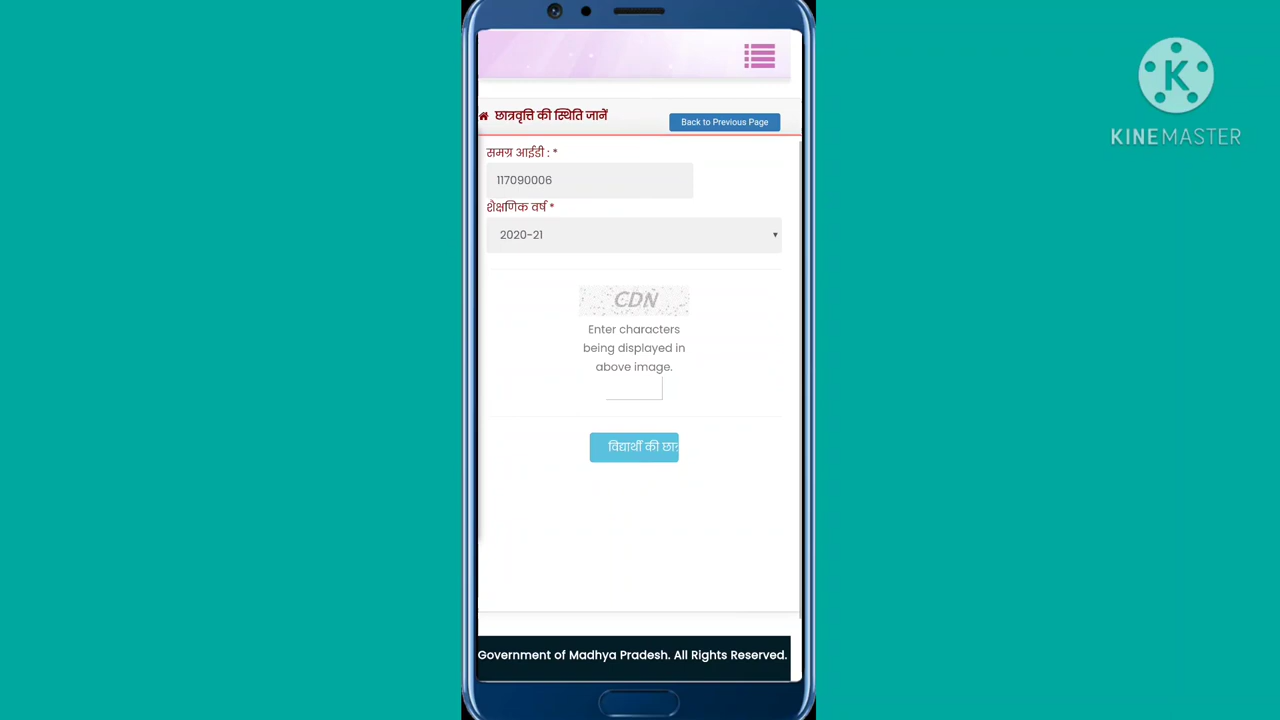 K
KINEMASTER
छात्रवृत्ति की स्थिति जानें
Back to Previous Page
समग्र आईडी : *
117090006
शैक्षणिक वर्ष *
2020-21
CDN
Enter characters
being displayed in
above image.
विद्यार्थी की
Government of Madhya Pradesh. All Rights Reserved.